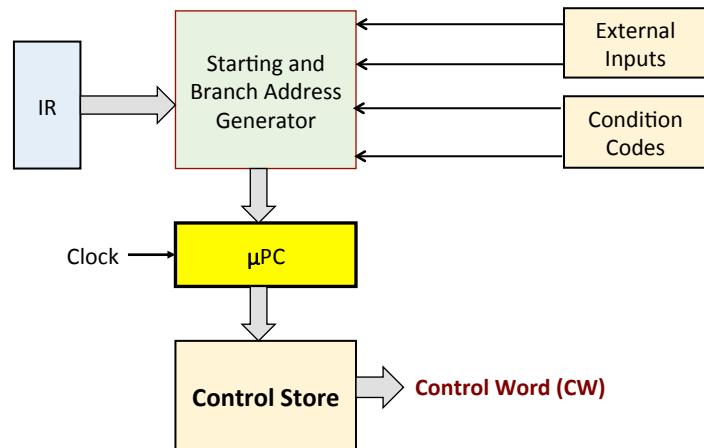 IR
Starting and
Branch Address
Generator
External
Inputs
Condition
Codes
Clock
µPC
Control Store
Control Word (CW)